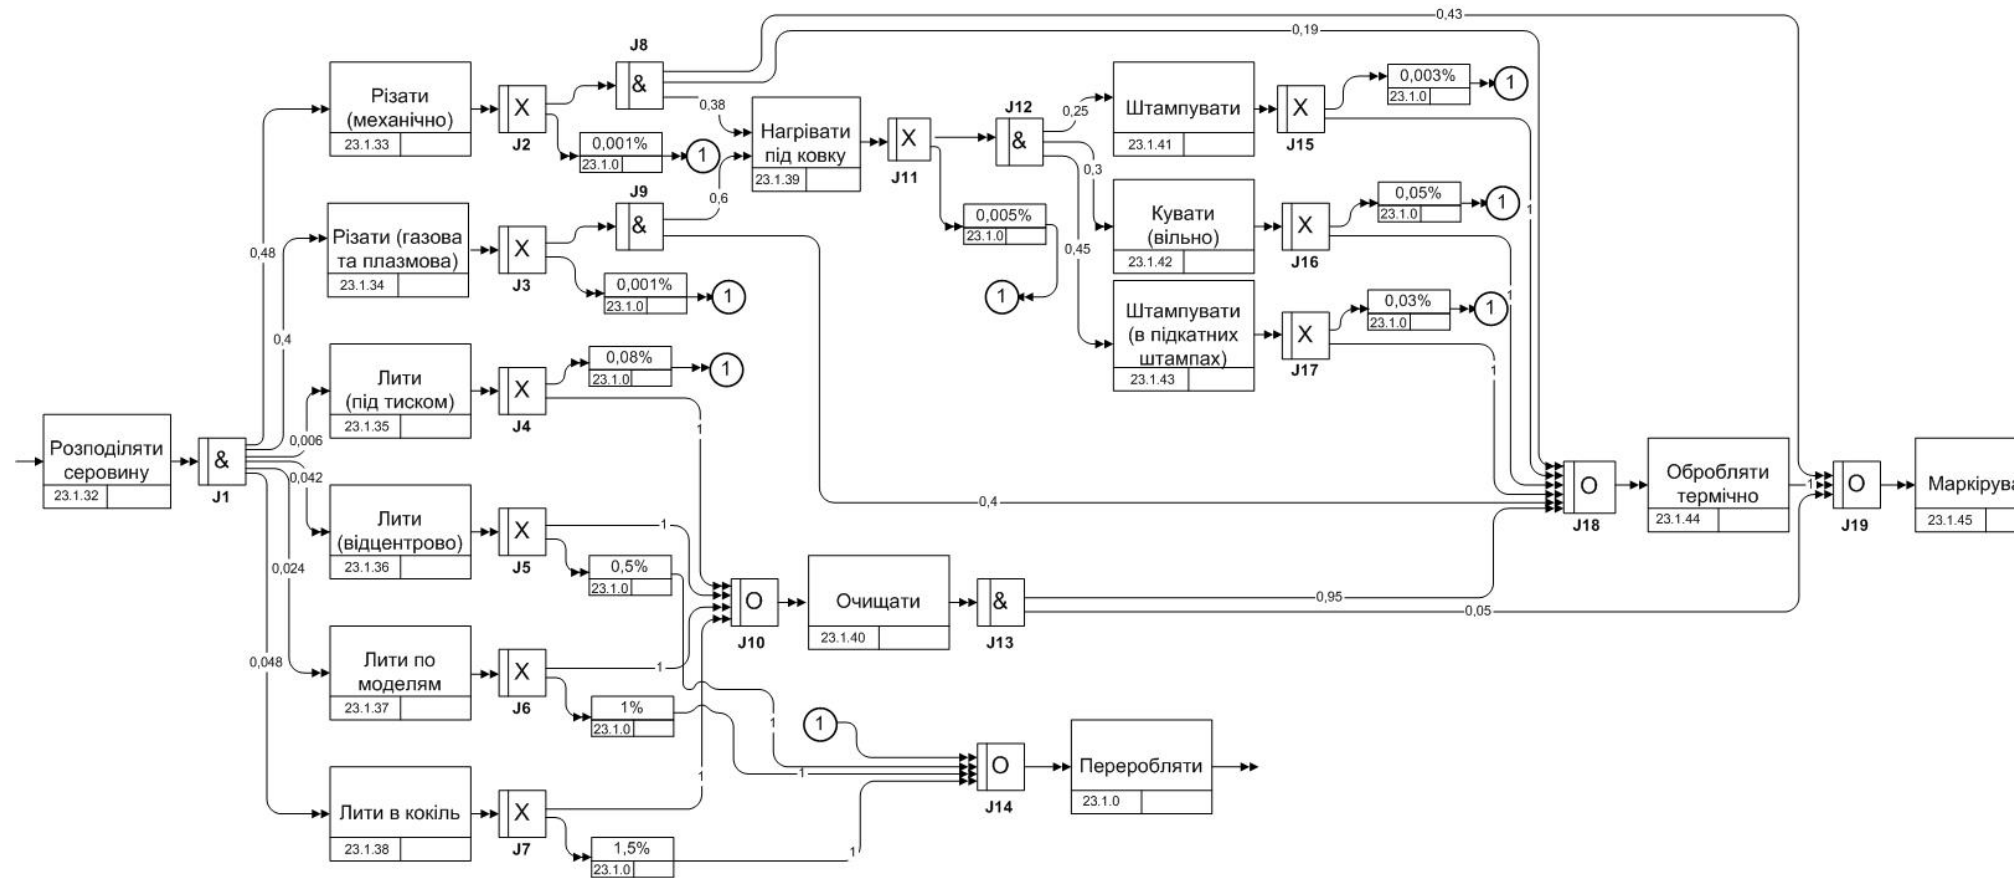 0,43
0,19
J8
&
Різати
(механічно)
23.1.33
X
J2
0,38
0,001%
23.1.0
1
Нагрівати
під ковку
23.1.39
X
J11
J12
&
0,25
0,3
0,45
Штампувати
23.1.41
X
J15
0,003%
23.1.0
1
0,005%
23.1.0
1
Різати (газова
та плазмова)
23.1.34
X
J3
J9
&
0,6
0,4
0,001%
23.1.0
1
Кувати
(вільно)
23.1.42
X
J16
0,05%
23.1.0
1
1
1
Штампувати
(в підкатних
штампах)
23.1.43
X
J17
0,03%
23.1.0
1
1
0,48
0,4
0,006
0,042
0,024
0,048
Розподіляти
серовину
23.1.32
&
J1
Лити
(під тиском)
23.1.35
X
J4
0,08%
23.1.0
1
1
Лити
(відцентрово)
23.1.36
X
J5
1
0,5%
23.1.0
O
J10
Очищати
23.1.40
&
J13
0,95
0,05
O
J18
Обробляти
термічно
23.1.44
1
O
J19
Маркірува
23.1.45
Лити по
моделям
23.1.37
X
J6
1
1%
23.1.0
1
1
1
1
O
J14
Переробляти
23.1.0
Лити в кокіль
23.1.38
X
J7
1,5%
23.1.0
1